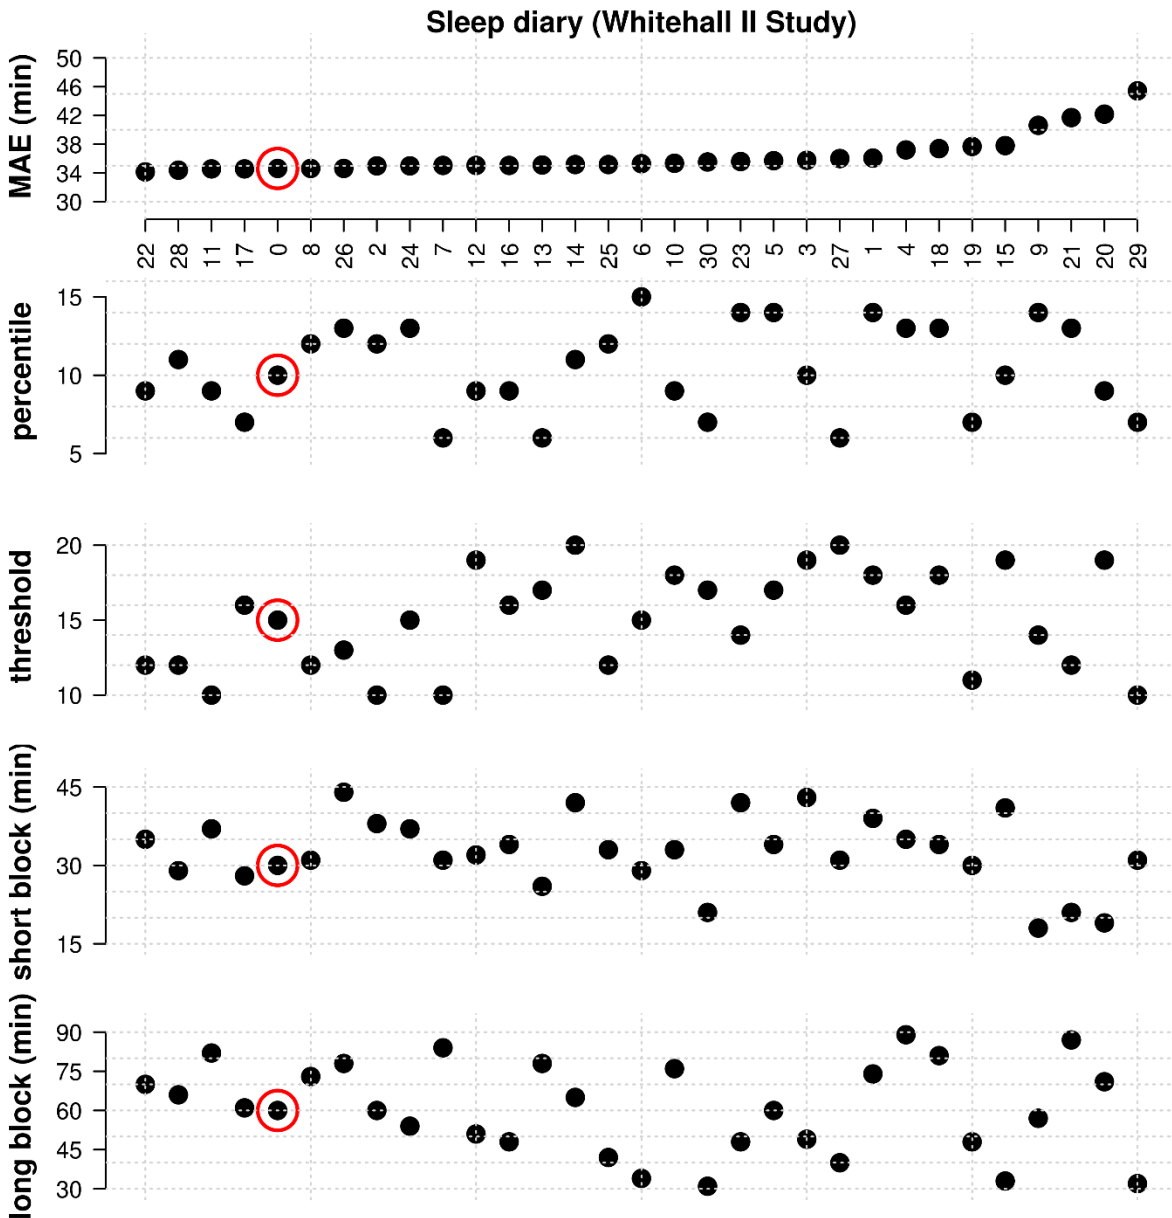 Sleep diary (Whitehall II Study)
MAE (min)
50
46
42
38
34
30
22 28 11 17 0 8 26 2 24 7 12 16 13 14 25 6 10 30 23 5 3 27 1 4 18 19 15 9 21 20 29
percentile
15
10
5
threshold
20
15
10
short block (min)
45
30
15
long block (min)
90
75
60
45
30